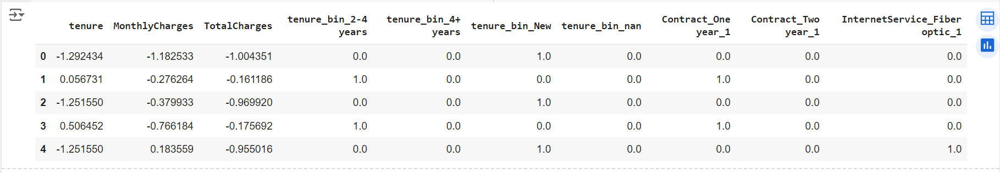 tenure MonthlyCharges TotalCharges tenure_bin_2-4 years tenure_bin_4+ years tenure_bin_New tenure_bin_nan Contract_One year_1 Contract_Two year_1 InternetService_Fiber optic_1
0 -1.292434 -1.182533 -1.004351 0.0 0.0 1.0 0.0 0.0 0.0 0.0
1 0.056731 -0.276264 -0.161186 1.0 0.0 0.0 0.0 1.0 0.0 0.0
2 -1.251550 -0.379933 -0.969920 0.0 0.0 1.0 0.0 0.0 0.0 0.0
3 0.506452 -0.766184 -0.175692 1.0 0.0 0.0 0.0 1.0 0.0 0.0
4 -1.251550 0.183559 -0.955016 0.0 0.0 1.0 0.0 0.0 0.0 1.0